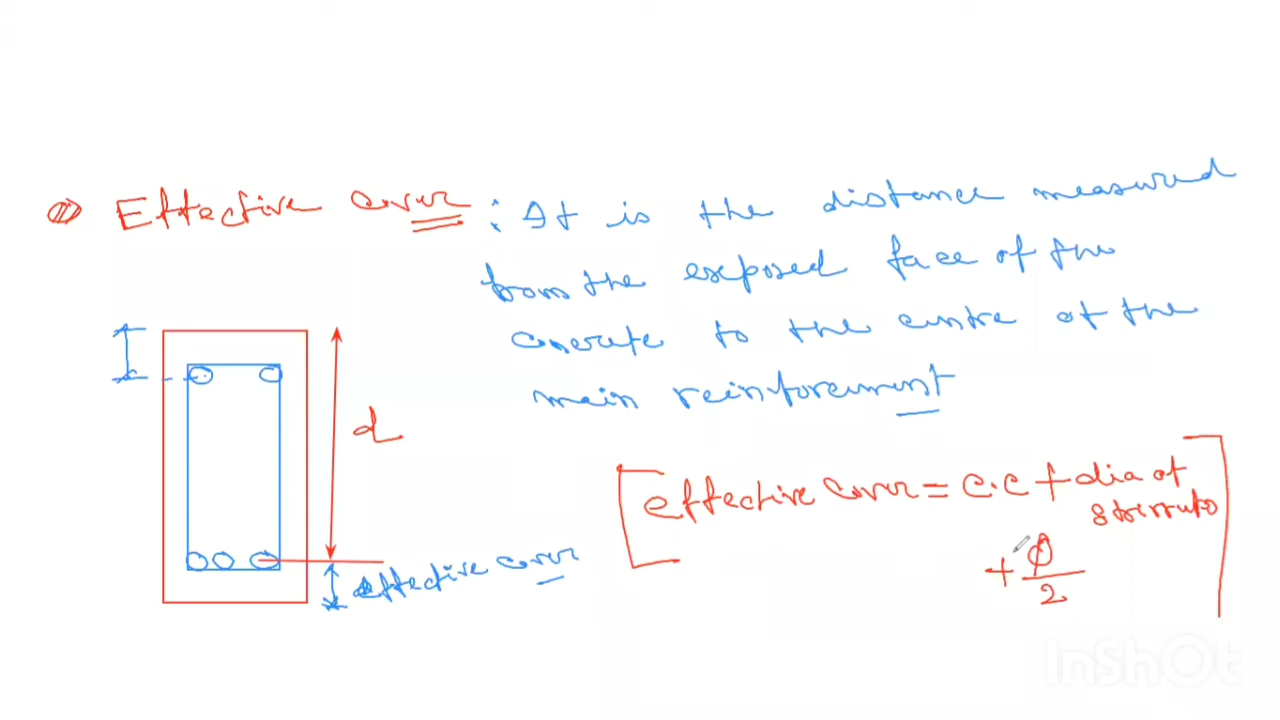 Effective cover : It is the distance measured
from the exposed face of the
concrete to the centre of the
main reinforcement
d
effective cover
effective cover = C.C + dia of
stirrups
+ φ/2
InShOt